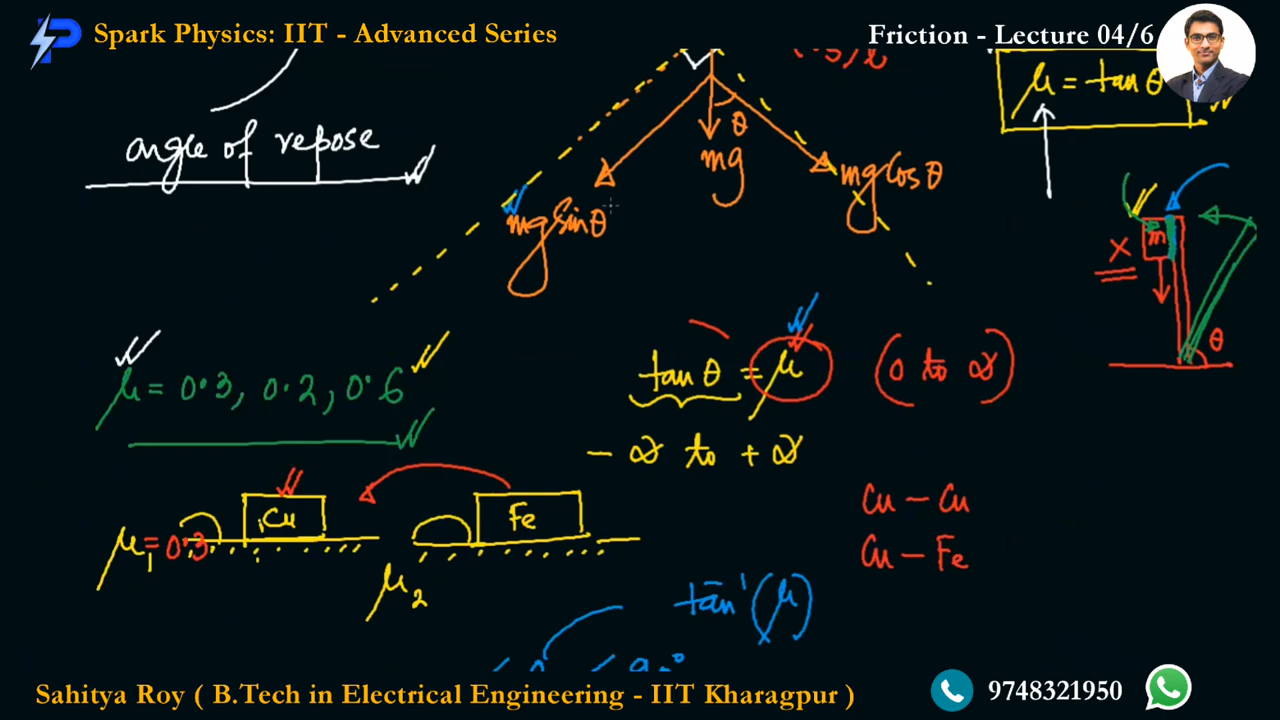 Spark Physics: IIT - Advanced Series
Friction - Lecture 04/6
μ = tan θ
angle of repose
θ
mg
mg sin θ
mg cos θ
m
×
θ
μ = 0.3, 0.2, 0.6
tan θ = μ (0 to ∞)
- ∞ to + ∞
Cu
Fe
μ₁ = 0.3
μ₂
Cu - Cu
Cu - Fe
tan⁻¹(μ)
Sahitya Roy ( B.Tech in Electrical Engineering - IIT Kharagpur )
9748321950